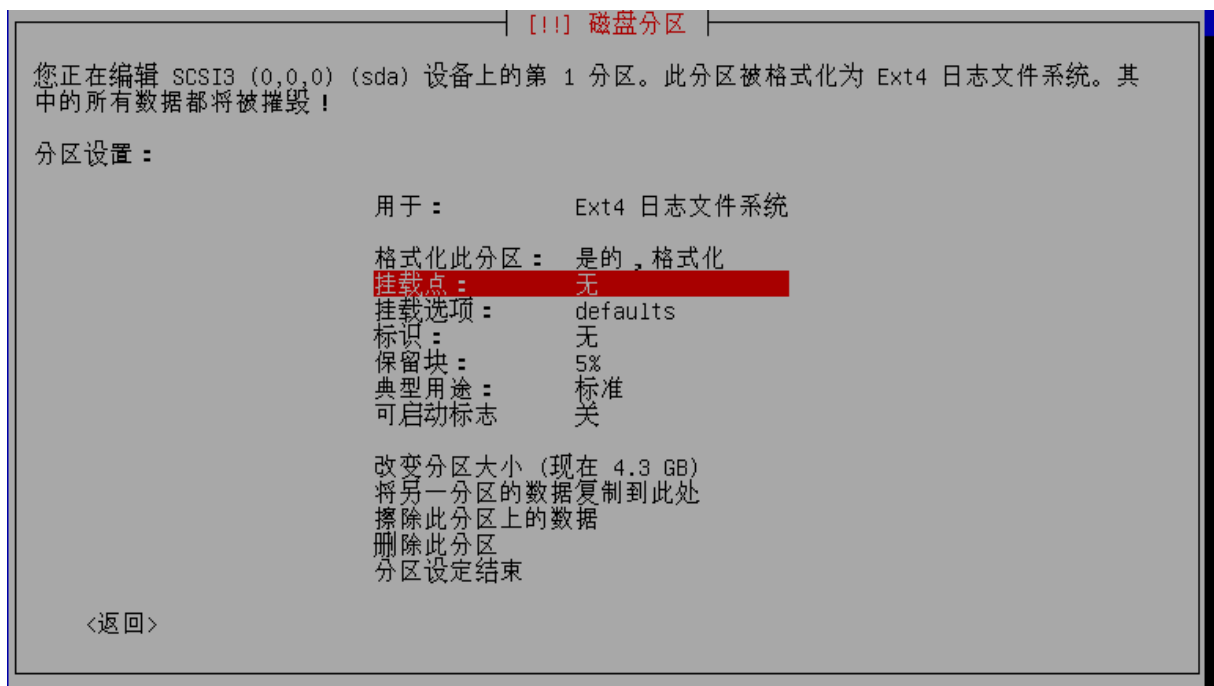 [!!] 磁盘分区
您正在编辑 SCSI3 (0,0,0) (sda) 设备上的第 1 分区。此分区被格式化为 Ext4 日志文件系统。其
中的所有数据都将被摧毁！
分区设置：
用于： Ext4 日志文件系统
格式化此分区： 是的，格式化
挂载点： 无
挂载选项： defaults
标识： 无
保留块： 5%
典型用途： 标准
可启动标志 关
改变分区大小 (现在 4.3 GB)
将另一分区的数据复制到此处
擦除此分区上的数据
删除此分区
分区设定结束
<返回>